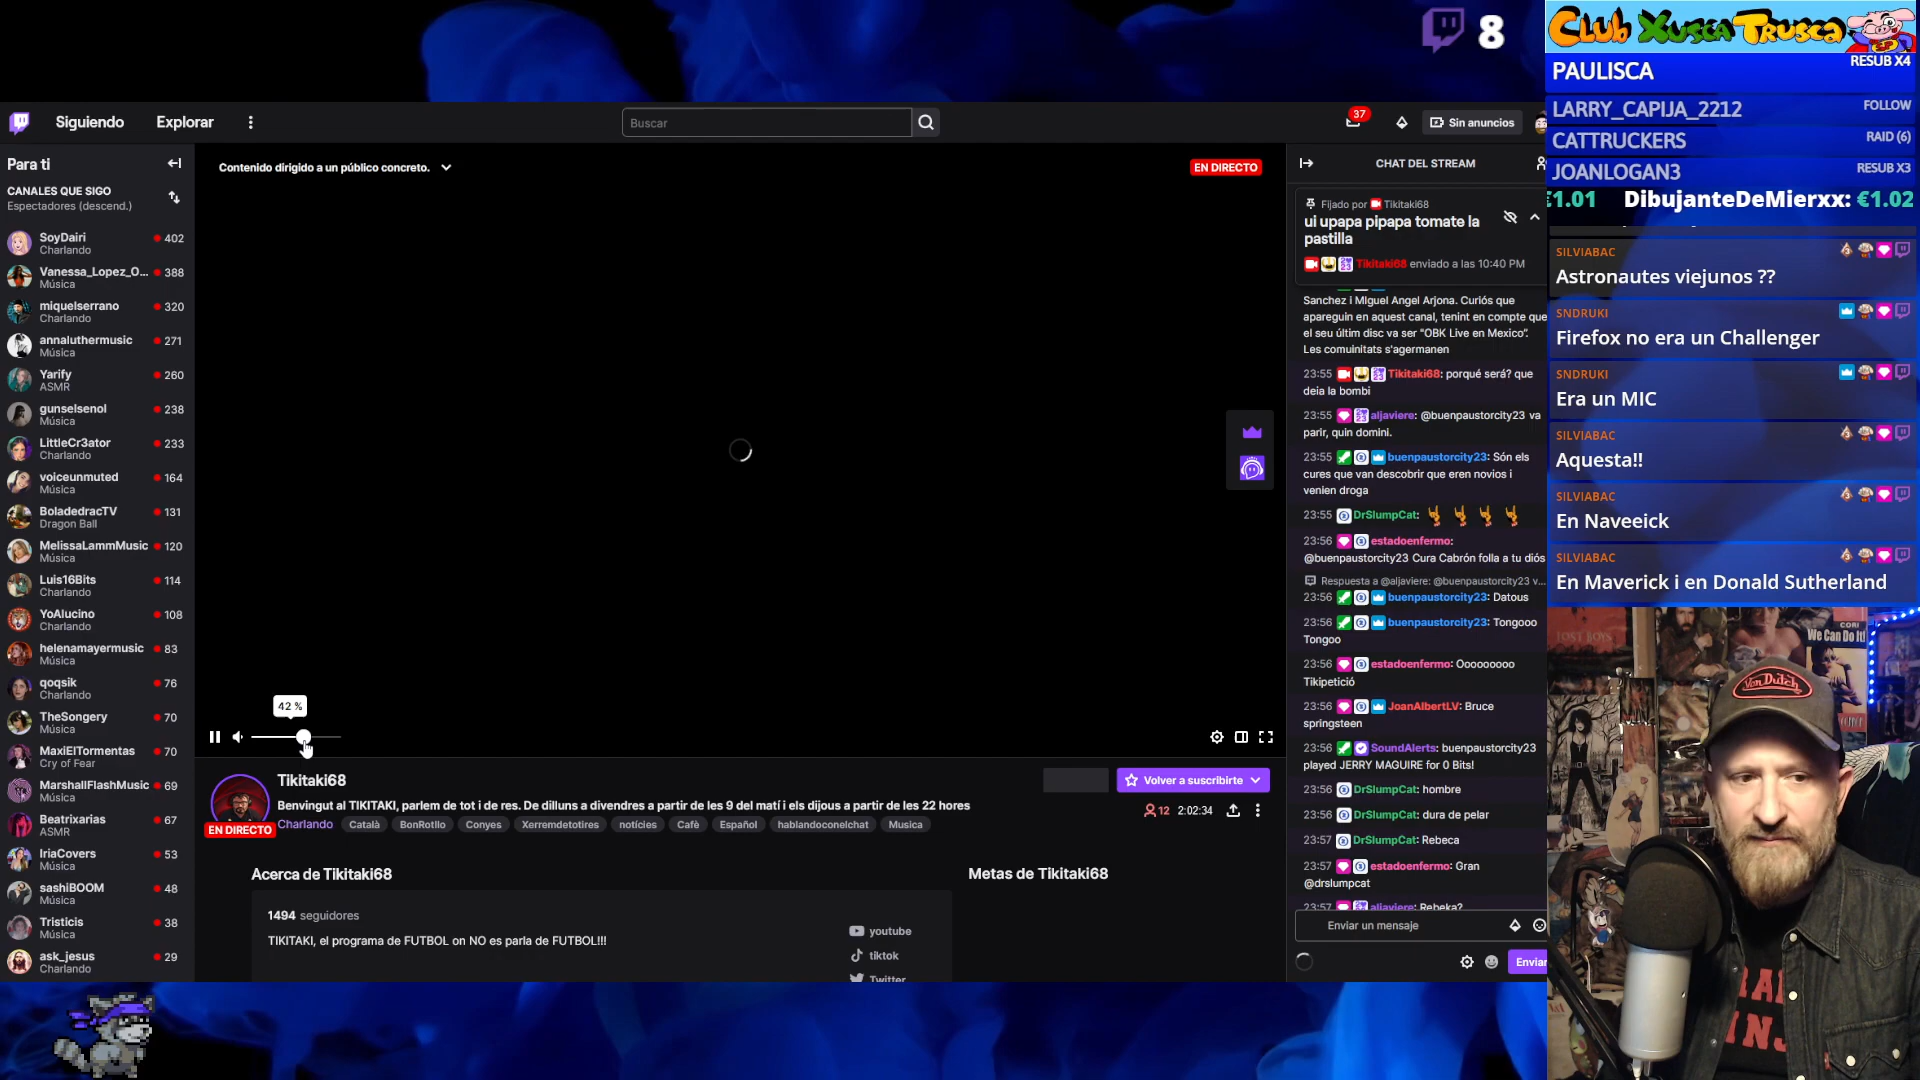 8
Club Xusca Trusca
RESUB X4
PAULISCA
LARRY_CAPIJA_2212 FOLLOW
CATTRUCKERS RAID (6)
JOANLOGAN3 RESUB X3
€1.01 DibujanteDeMierxx: €1.02
SILVIABAC
Astronautes viejunos ??
SNDRUKI
Firefox no era un Challenger
SNDRUKI
Era un MIC
SILVIABAC
Aquesta!!
SILVIABAC
En Naveeick
SILVIABAC
En Maverick i en Donald Sutherland
Siguiendo
Explorar
Buscar
37
Sin anuncios
Para ti
CANALES QUE SIGO
Espectadores (descend.)
SoyDairi 402
Charlando
Vanessa_Lopez_O... 388
Música
miquelserrano 320
Charlando
annaluthermusic 271
Música
Yarify 260
ASMR
gunselsenol 238
Música
LittleCr3ator 233
Charlando
voiceunmuted 164
Música
BoladedracTV 131
Dragon Ball
MelissaLammMusic 120
Música
Luis16Bits 114
Charlando
YoAlucino 108
Charlando
helenamayermusic 83
Música
qoqsik 76
Charlando
TheSongery 70
Música
MaxiElTormentas 70
Cry of Fear
MarshallFlashMusic 69
Música
Beatrixarias 67
ASMR
IriaCovers 53
Música
sashiBOOM 48
Música
Tristicis 38
Música
ask_jesus 29
Charlando
Contenido dirigido a un público concreto.
EN DIRECTO
42 %
Tikitaki68
Benvingut al TIKITAKI, parlem de tot i de res. De dilluns a divendres a partir de les 9 del matí i els dijous a partir de les 22 hores
EN DIRECTO
Charlando Català BonRotllo Conyes Xerremdetotires notícies Cafè Español hablandoconelchat Musica
Volver a suscribirte
12 2:02:34
Acerca de Tikitaki68
Metas de Tikitaki68
1494 seguidores
TIKITAKI, el programa de FUTBOL on NO es parla de FUTBOL!!!
youtube
tiktok
Twitter
CHAT DEL STREAM
Fijado por Tikitaki68
ui upapa pipapa tomate la
pastilla
Tikitaki68 enviado a las 10:40 PM
Sanchez i MIguel Angel Arjona. Curiós que
apareguin en aquest canal, tenint en compte que
el seu últim disc va ser "OBK Live en Mexico".
Les comuinitats s'agermanen
23:55 Tikitaki68: porqué será? que
deia la bombi
23:55 aljaviere: @buenpaustorcity23 va
parir, quin domini.
23:55 buenpaustorcity23: Són els
cures que van descobrir que eren novios i
venien droga
23:55 DrSlumpCat:
23:56 estadoenfermo:
@buenpaustorcity23 Cura Cabrón folla a tu diós
Respuesta a @aljaviere: @buenpaustorcity23 v...
23:56 buenpaustorcity23: Datous
23:56 buenpaustorcity23: Tongooo
Tongoo
23:56 estadoenfermo: Ooooooooo
Tikipetició
23:56 JoanAlbertLV: Bruce
springsteen
23:56 SoundAlerts: buenpaustorcity23
played JERRY MAGUIRE for 0 Bits!
23:56 DrSlumpCat: hombre
23:56 DrSlumpCat: dura de pelar
23:57 DrSlumpCat: Rebeca
23:57 estadoenfermo: Gran
@drslumpcat
23:57 aljaviere: Rebeka?
Enviar un mensaje
Enviar
LOST BOYS
CORI
We Can Do It!
Von Dutch